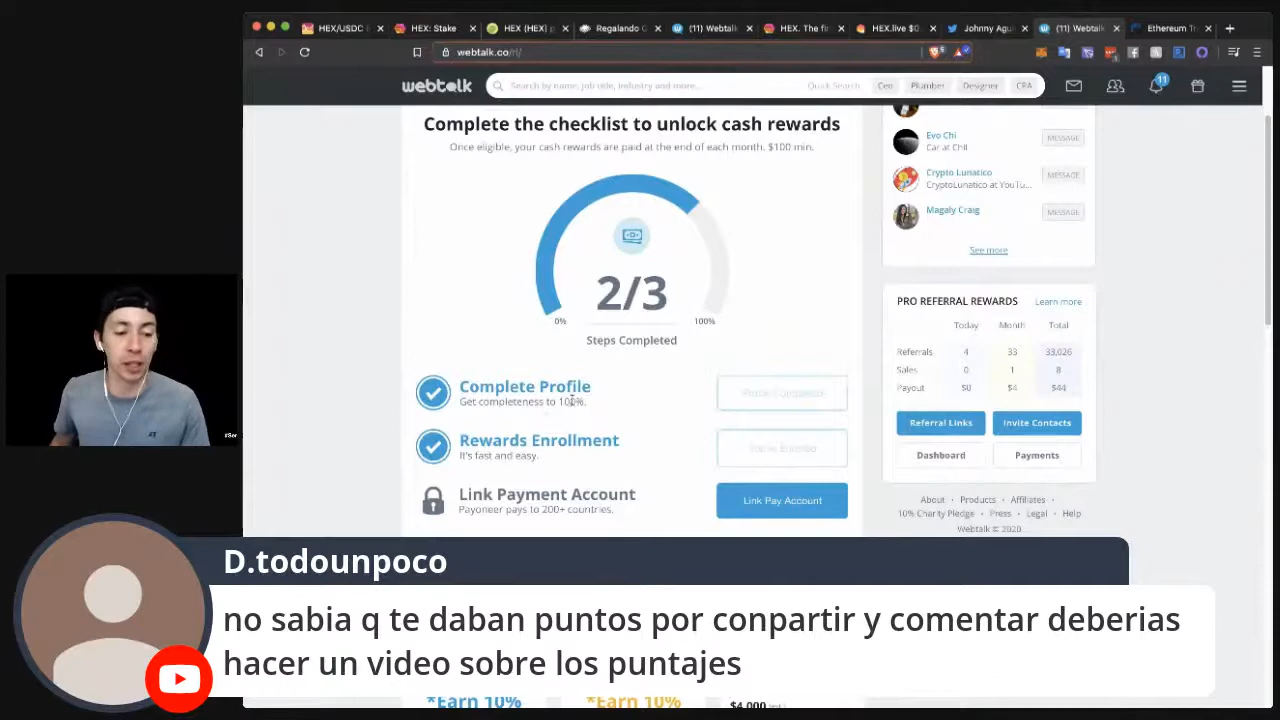 HEX/USDC
HEX: Stake
HEX (HEX) p
Regalando
(11) Webtalk
HEX. The fi
HEX.live $0
Johnny Agu
(11) Webtalk
Ethereum Tr
webtalk.co/rl/
webtalk
Search by name, job title, industry and more...
Quick Search
Ceo
Plumber
Designer
CPA
11
Complete the checklist to unlock cash rewards
Once eligible, your cash rewards are paid at the end of each month. $100 min.
2/3
0%
100%
Steps Completed
Complete Profile
Get completeness to 100%.
Rewards Enrollment
It's fast and easy.
Link Payment Account
Payoneer pays to 200+ countries.
Link Pay Account
Evo Chi
Car at Chil
MESSAGE
Crypto Lunatico
CryptoLunatico at YouTu...
MESSAGE
Magaly Craig
MESSAGE
See more
PRO REFERRAL REWARDS Learn more
Today Month Total
Referrals 4 33 33,026
Sales 0 1 8
Payout $0 $4 $44
Referral Links
Invite Contacts
Dashboard
Payments
About · Products · Affiliates ·
10% Charity Pledge · Press · Legal · Help
Webtalk © 2020
D.todounpoco
no sabia q te daban puntos por conpartir y comentar deberias
hacer un video sobre los puntajes
*Earn 10%
*Earn 10%
$4,000